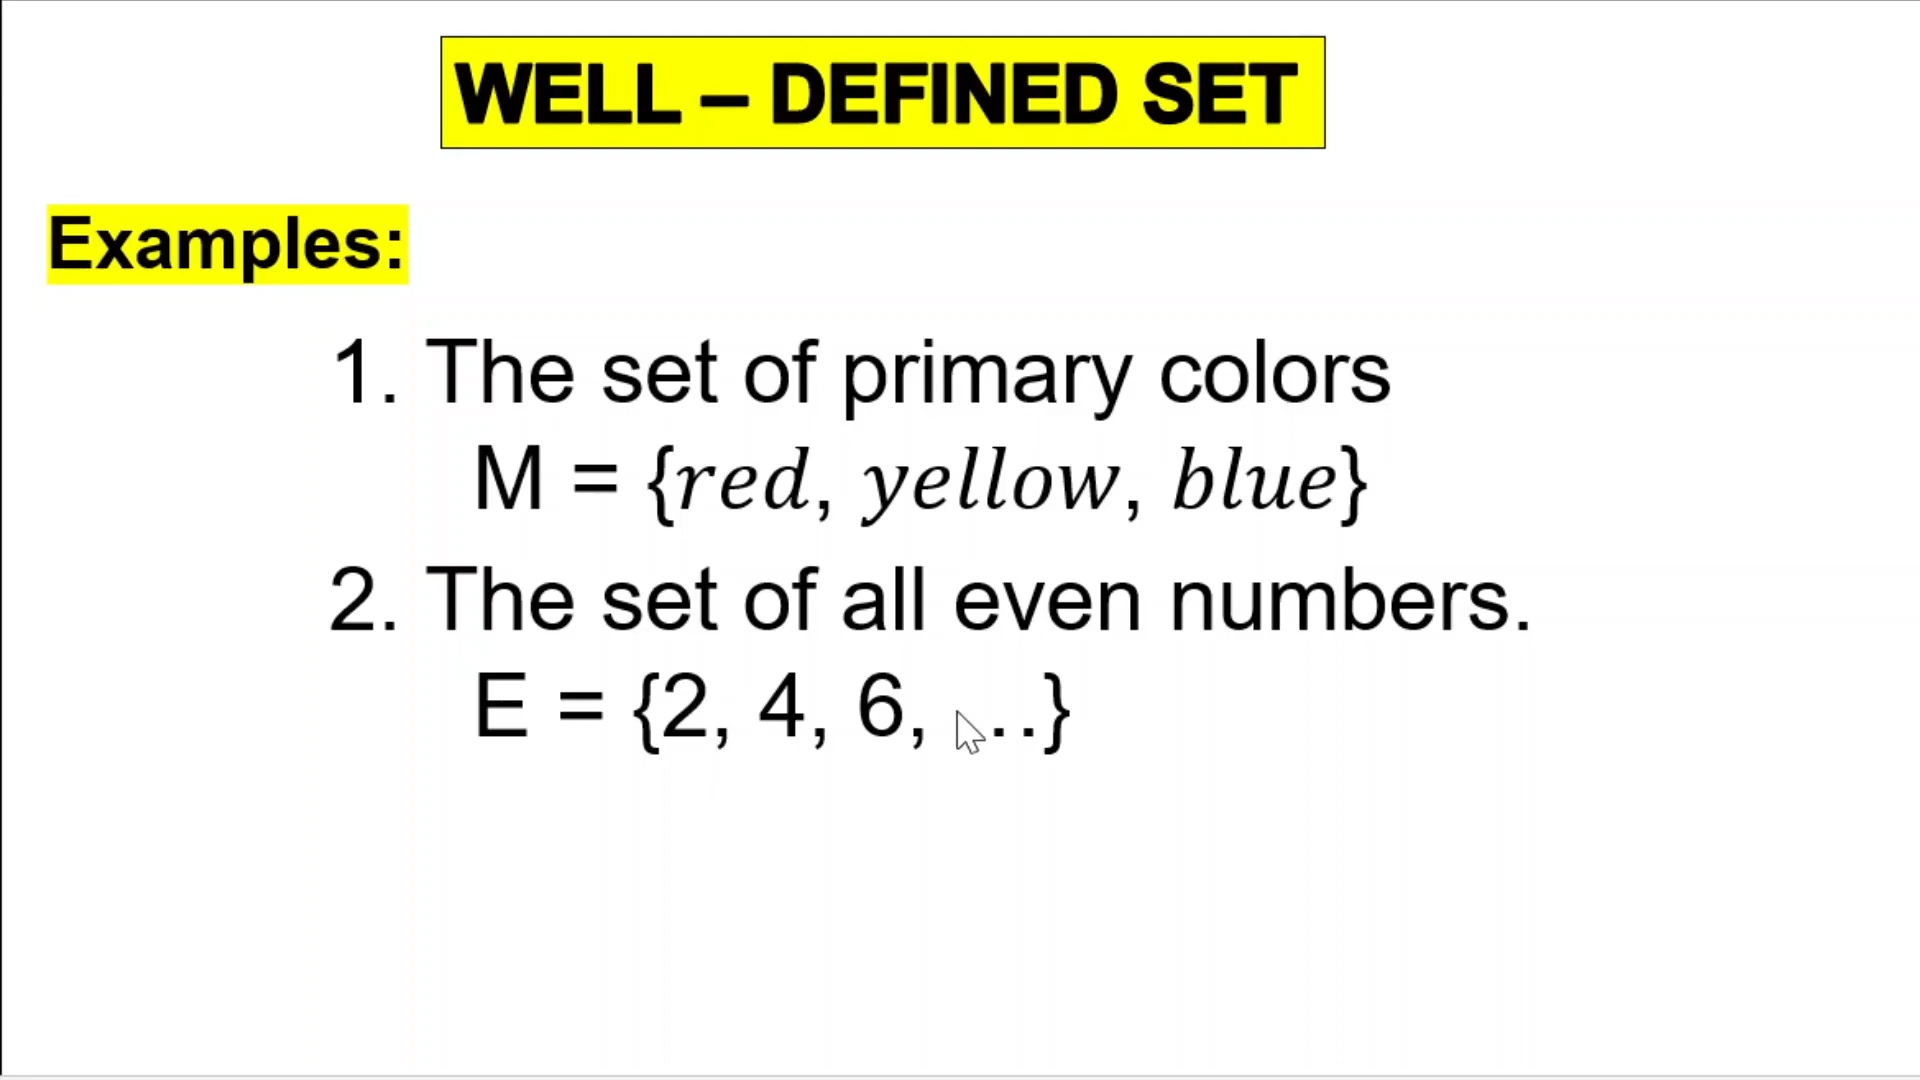 WELL – DEFINED SET
Examples:
1. The set of primary colors
M = {red, yellow, blue}
2. The set of all even numbers.
E = {2, 4, 6, ...}